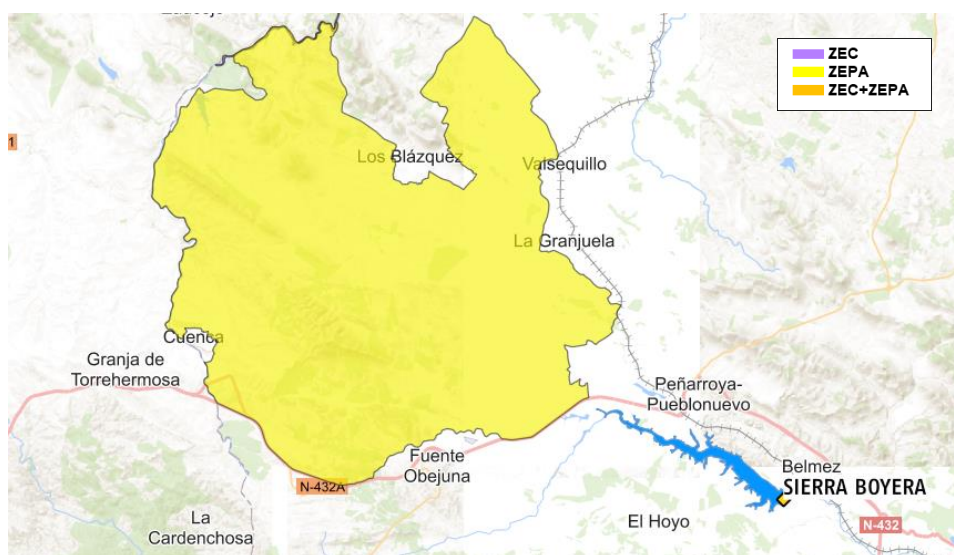 ZEC
ZEPA
ZEC+ZEPA
1
Los Blázquez
Valsequillo
La Granjuela
Cuenca
Granja de
Torrehermosa
Peñarroya-
Pueblonuevo
Fuente
Obejuna
Belmez
SIERRA BOYERA
N-432A
La
Cardenchosa
El Hoyo
N-432